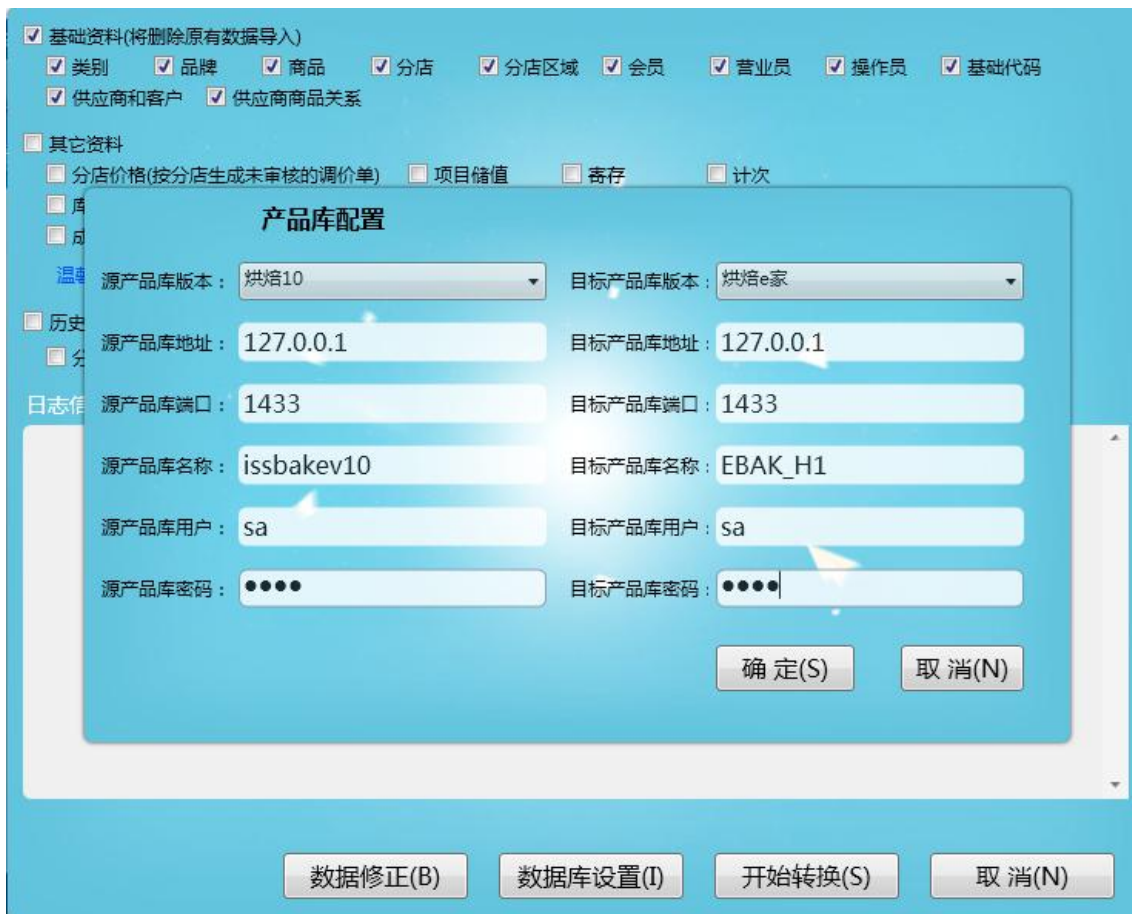 基础资料(将删除原有数据导入)
类别 品牌 商品 分店 分店区域 会员 营业员 操作员 基础代码
供应商和客户 供应商商品关系
其它资料
分店价格(按分店生成未审核的调价单) 项目储值 寄存 计次
库
成
温馨
历史
分
日志信
产品库配置
源产品库版本： 烘焙10 目标产品库版本： 烘焙e家
源产品库地址： 127.0.0.1 目标产品库地址： 127.0.0.1
源产品库端口： 1433 目标产品库端口： 1433
源产品库名称： issbakev10 目标产品库名称： EBAK_H1
源产品库用户： sa 目标产品库用户： sa
源产品库密码： ●●●● 目标产品库密码： ●●●●
确 定(S) 取 消(N)
数据修正(B) 数据库设置(I) 开始转换(S) 取 消(N)